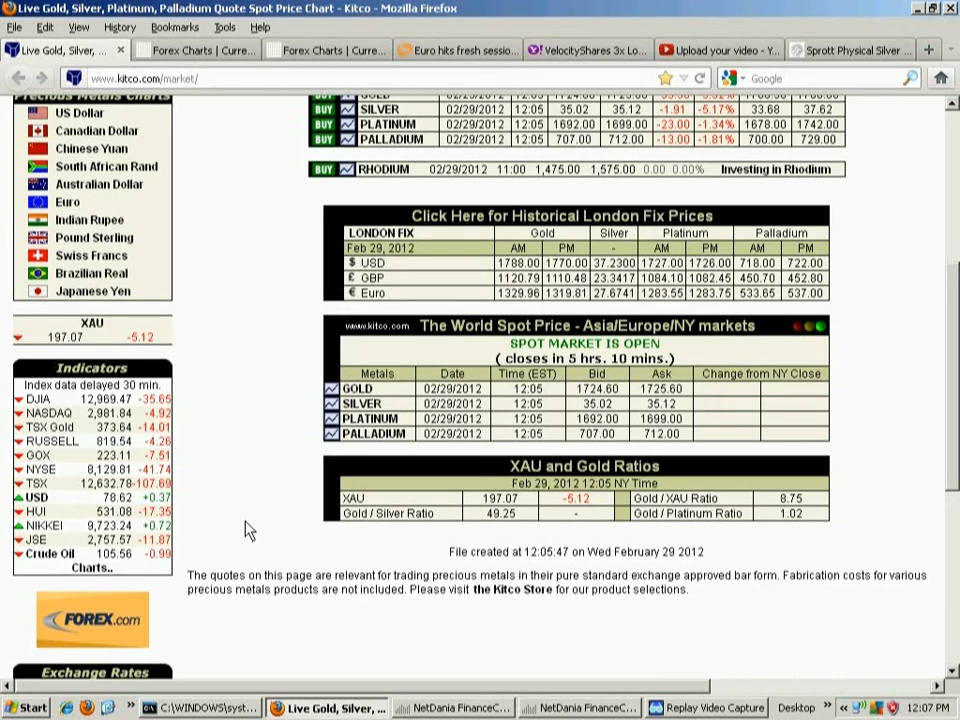 Live Gold, Silver, Platinum, Palladium Quote Spot Price Chart - Kitco - Mozilla Firefox
File Edit View History Bookmarks Tools Help
Live Gold, Silver, ... × Forex Charts | Curre... Forex Charts | Curre... Euro hits fresh sessio... VelocityShares 3x Lo... Upload your video - Y... Sprott Physical Silver ... +
www.kitco.com/market/ Google
Precious Metals Charts
US Dollar
Canadian Dollar
Chinese Yuan
South African Rand
Australian Dollar
Euro
Indian Rupee
Pound Sterling
Swiss Francs
Brazilian Real
Japanese Yen
XAU
197.07 -5.12
Indicators
Index data delayed 30 min.
DJIA 12,969.47 -35.65
NASDAQ 2,981.84 -4.92
TSX Gold 373.64 -14.01
RUSSELL 819.54 -4.26
GOX 223.11 -7.51
NYSE 8,129.81 -41.74
TSX 12,632.78 -107.69
USD 78.62 +0.37
HUI 531.08 -17.35
NIKKEI 9,723.24 +0.72
JSE 2,757.57 -11.87
Crude Oil 105.56 -0.99
Charts..
FOREX.com
Exchange Rates
BUY SILVER 02/29/2012 12:05 35.02 35.12 -1.91 -5.17% 33.68 37.62
BUY PLATINUM 02/29/2012 12:05 1692.00 1699.00 -23.00 -1.34% 1678.00 1742.00
BUY PALLADIUM 02/29/2012 12:05 707.00 712.00 -13.00 -1.81% 700.00 729.00
BUY RHODIUM 02/29/2012 11:00 1,475.00 1,575.00 0.00 0.00% Investing in Rhodium
Click Here for Historical London Fix Prices
LONDON FIX Gold Silver Platinum Palladium
Feb 29, 2012 AM PM - AM PM AM PM
$ USD 1788.00 1770.00 37.2300 1727.00 1726.00 718.00 722.00
£ GBP 1120.79 1110.48 23.3417 1084.10 1082.45 450.70 452.80
€ Euro 1329.96 1319.81 27.6741 1283.55 1283.75 533.65 537.00
www.kitco.com The World Spot Price - Asia/Europe/NY markets
SPOT MARKET IS OPEN
( closes in 5 hrs. 10 mins.)
Metals Date Time (EST) Bid Ask Change from NY Close
GOLD 02/29/2012 12:05 1724.60 1725.60
SILVER 02/29/2012 12:05 35.02 35.12
PLATINUM 02/29/2012 12:05 1692.00 1699.00
PALLADIUM 02/29/2012 12:05 707.00 712.00
XAU and Gold Ratios
Feb 29, 2012 12:05 NY Time
XAU 197.07 -5.12 Gold / XAU Ratio 8.75
Gold / Silver Ratio 49.25 - Gold / Platinum Ratio 1.02
File created at 12:05:47 on Wed February 29 2012
The quotes on this page are relevant for trading precious metals in their pure standard exchange approved bar form. Fabrication costs for various
precious metals products are not included. Please visit the Kitco Store for our product selections.
Start C:\WINDOWS\syst... Live Gold, Silver, ... NetDania FinanceC... NetDania FinanceC... Replay Video Capture Desktop 12:07 PM